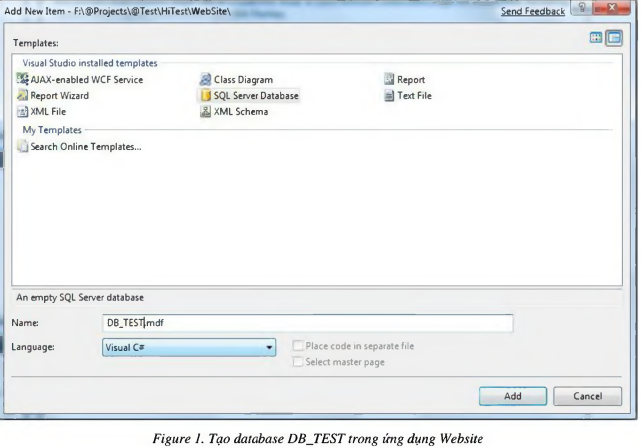 Add New Item - F:\@Projects\@Test\HiTest\WebSite\ Send Feedback ?
Templates:
Visual Studio installed templates
AJAX-enabled WCF Service Class Diagram Report
Report Wizard SQL Server Database Text File
XML File XML Schema
My Templates
Search Online Templates...
An empty SQL Server database
Name: DB_TEST.mdf
Language: Visual C# Place code in separate file
Select master page
Add Cancel
Figure 1. Tạo database DB_TEST trong ứng dụng Website